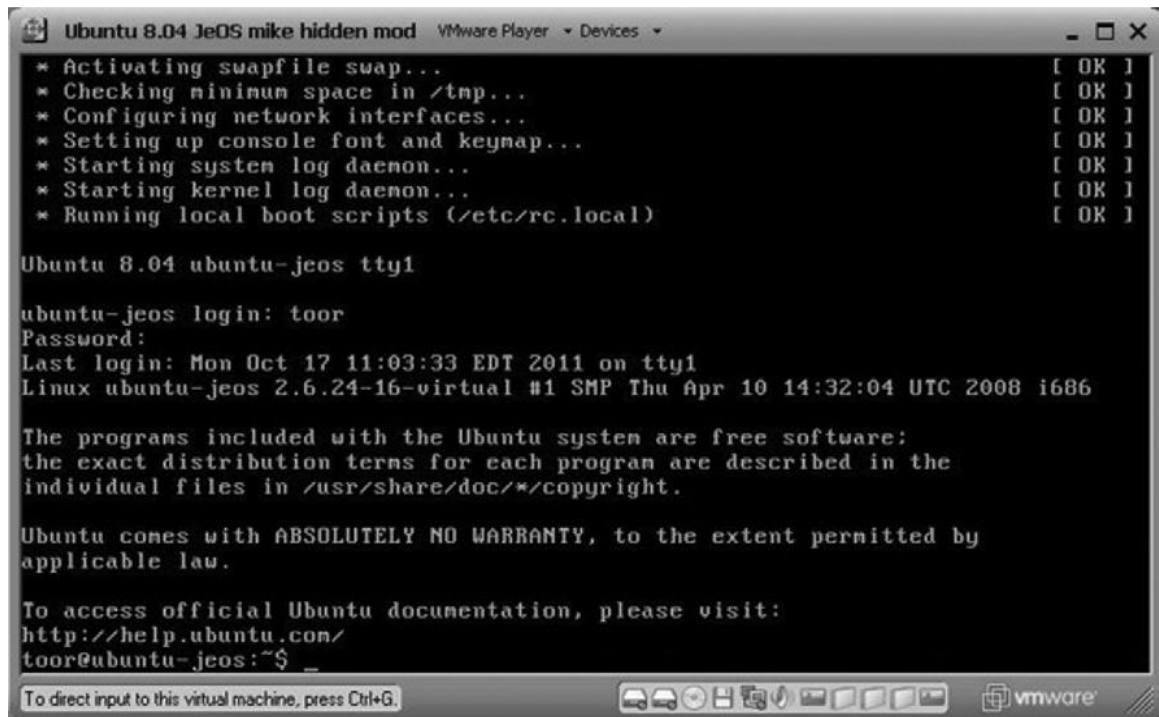 Ubuntu 8.04 JeOS mike hidden mod VMware Player Devices
* Activating swapfile swap... [ OK ]
* Checking minimum space in /tmp... [ OK ]
* Configuring network interfaces... [ OK ]
* Setting up console font and keymap... [ OK ]
* Starting system log daemon... [ OK ]
* Starting kernel log daemon... [ OK ]
* Running local boot scripts (/etc/rc.local) [ OK ]
Ubuntu 8.04 ubuntu-jeos tty1
ubuntu-jeos login: toor
Password:
Last login: Mon Oct 17 11:03:33 EDT 2011 on tty1
Linux ubuntu-jeos 2.6.24-16-virtual #1 SMP Thu Apr 10 14:32:04 UTC 2008 i686
The programs included with the Ubuntu system are free software;
the exact distribution terms for each program are described in the
individual files in /usr/share/doc/*/copyright.
Ubuntu comes with ABSOLUTELY NO WARRANTY, to the extent permitted by
applicable law.
To access official Ubuntu documentation, please visit:
http://help.ubuntu.com/
toor@ubuntu-jeos:~$ _
To direct input to this virtual machine, press Ctrl+G. vmware